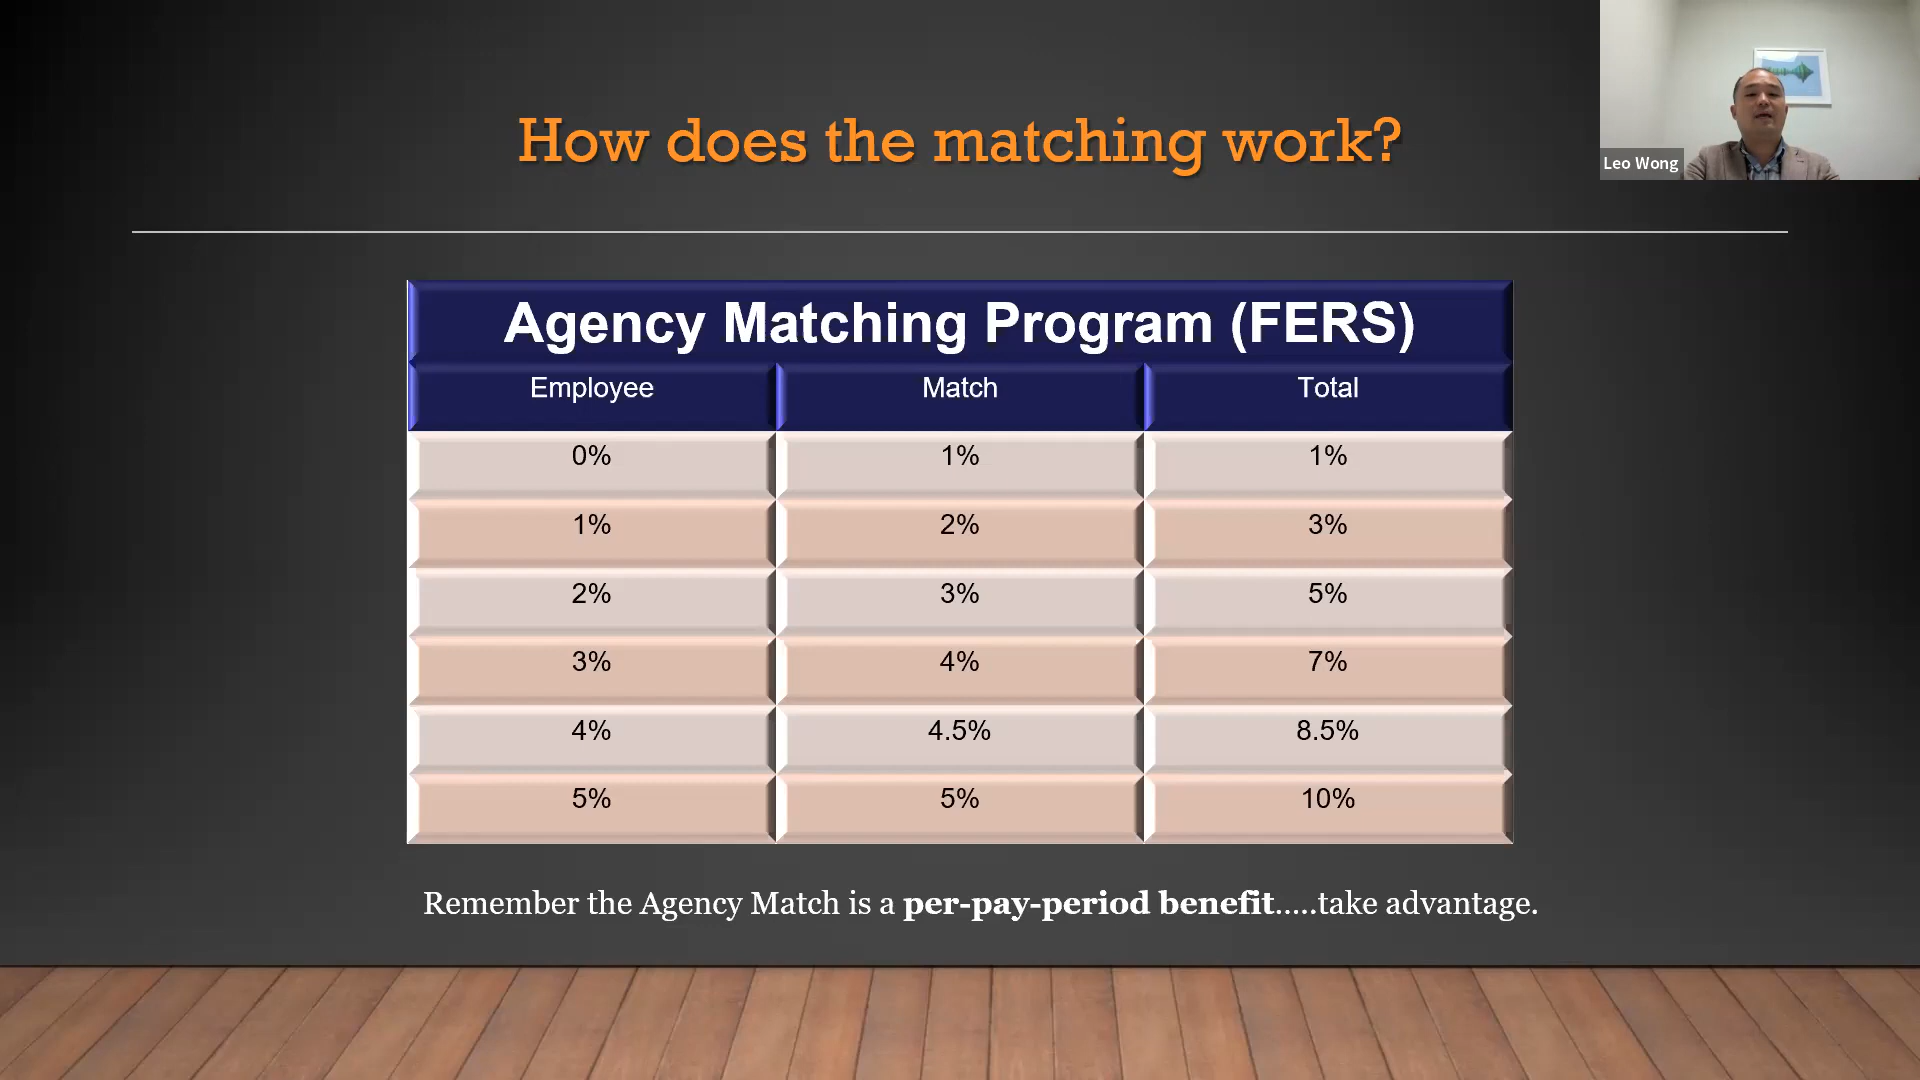 How does the matching work?
Leo Wong
Agency Matching Program (FERS)
Employee Match Total
0% 1% 1%
1% 2% 3%
2% 3% 5%
3% 4% 7%
4% 4.5% 8.5%
5% 5% 10%
Remember the Agency Match is a per-pay-period benefit.....take advantage.